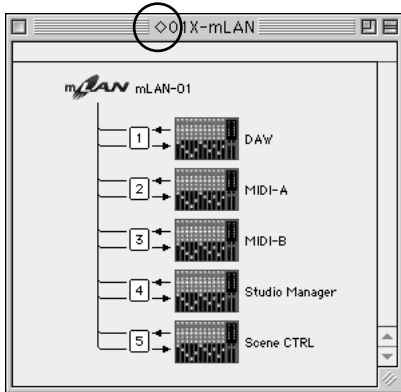 ◇01X-mLAN
mLAN mLAN-01
1 DAW
2 MIDI-A
3 MIDI-B
4 Studio Manager
5 Scene CTRL